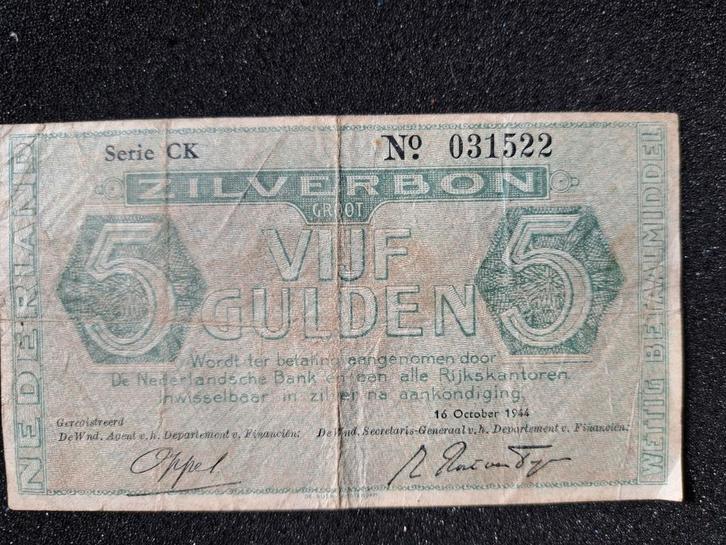 Serie CK
Nº 031522
NEDERLAND
ZILVERBON
GROOT
5
VIJF
GULDEN
5
WETTIG BETAALMIDDEL
Wordt ter betaling aangenomen door
De Nederlandsche Bank en aan alle Rijkskantoren.
Inwisselbaar in zilver na aankondiging.
16 October 1944
Geregistreerd
De Wnd. Agent v. h. Departement v. Financiën:
De Wnd. Secretaris-Generaal v. h. Departement v. Financiën:
Oppel